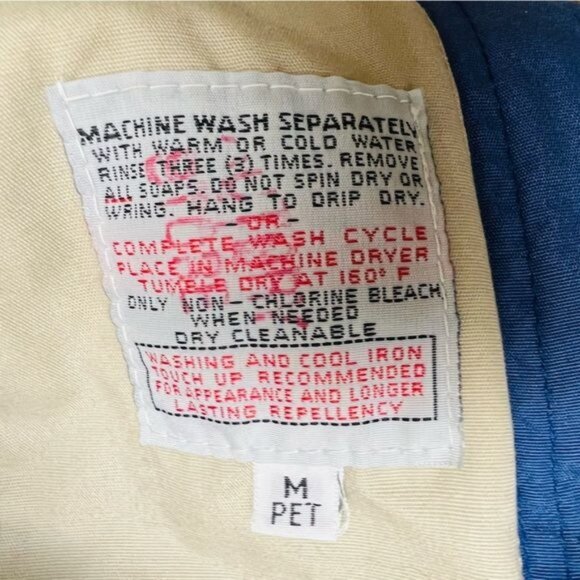 MACHINE WASH SEPARATELY
WITH WARM OR COLD WATER
RINSE THREE (3) TIMES. REMOVE
ALL SOAPS. DO NOT SPIN DRY OR
WRING. HANG TO DRIP DRY.
- OR -
COMPLETE WASH CYCLE
PLACE IN MACHINE DRYER
TUMBLE DRY AT 160° F
ONLY NON - CHLORINE BLEACH
WHEN NEEDED
DRY CLEANABLE
WASHING AND COOL IRON
TOUCH UP RECOMMENDED
FOR APPEARANCE AND LONGER
LASTING REPELLENCY
M
PET